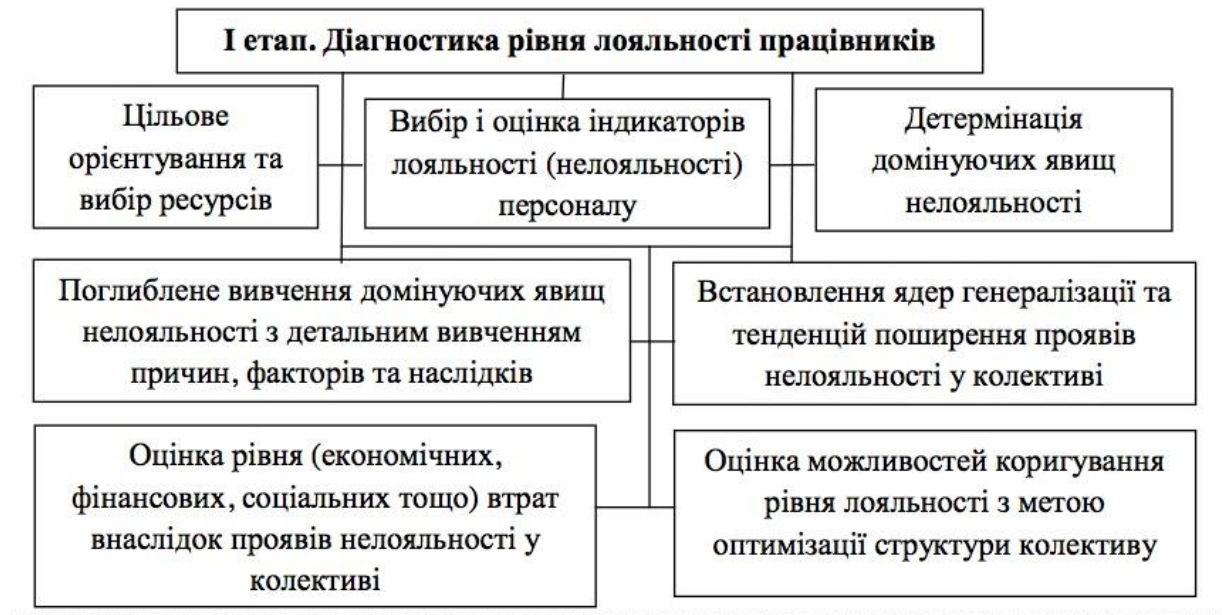 І етап. Діагностика рівня лояльності працівників
Цільове
орієнтування та
вибір ресурсів
Вибір і оцінка індикаторів
лояльності (нелояльності)
персоналу
Детермінація
домінуючих явищ
нелояльності
Поглиблене вивчення домінуючих явищ
нелояльності з детальним вивченням
причин, факторів та наслідків
Встановлення ядер генералізації та
тенденцій поширення проявів
нелояльності у колективі
Оцінка рівня (економічних,
фінансових, соціальних тощо) втрат
внаслідок проявів нелояльності у
колективі
Оцінка можливостей коригування
рівня лояльності з метою
оптимізації структури колективу